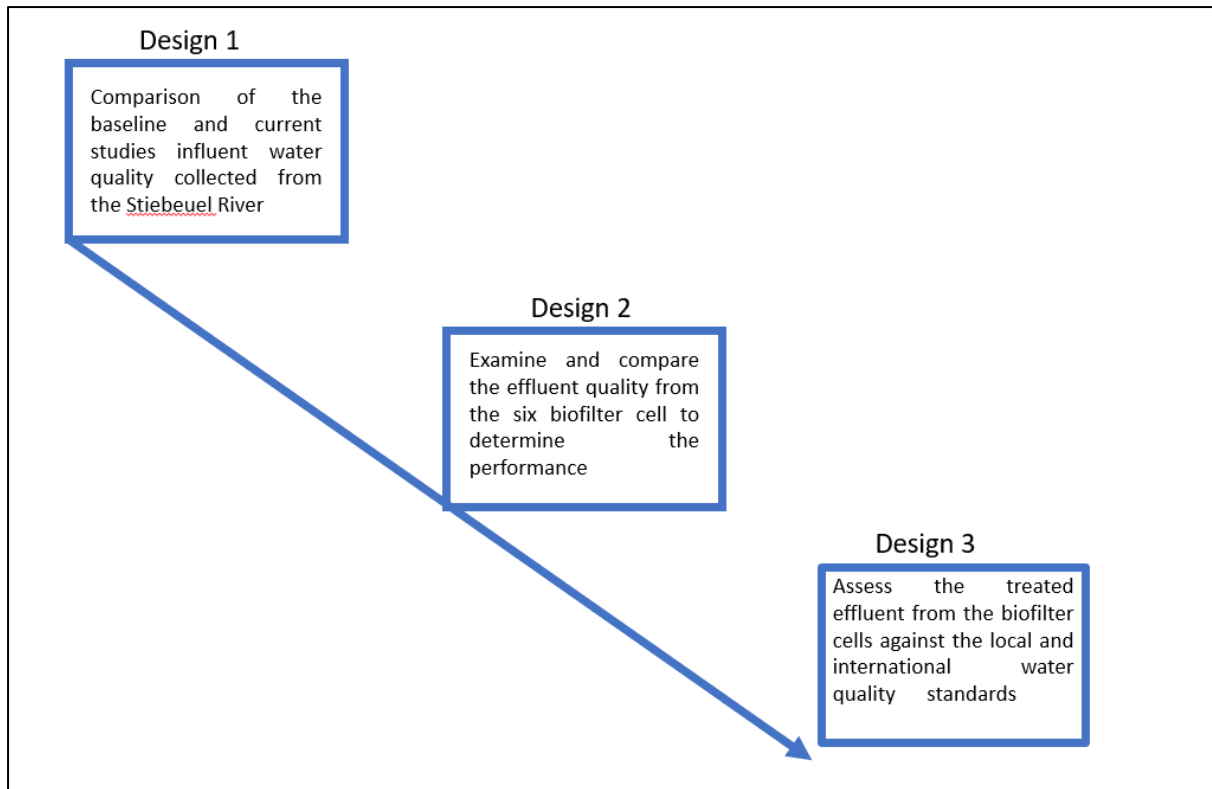 Design 1
Comparison of the
baseline and current
studies influent water
quality collected from
the Stiebeuel River
Design 2
Examine and compare
the effluent quality from
the six biofilter cell to
determine the
performance
Design 3
Assess the treated
effluent from the biofilter
cells against the local and
international water
quality standards